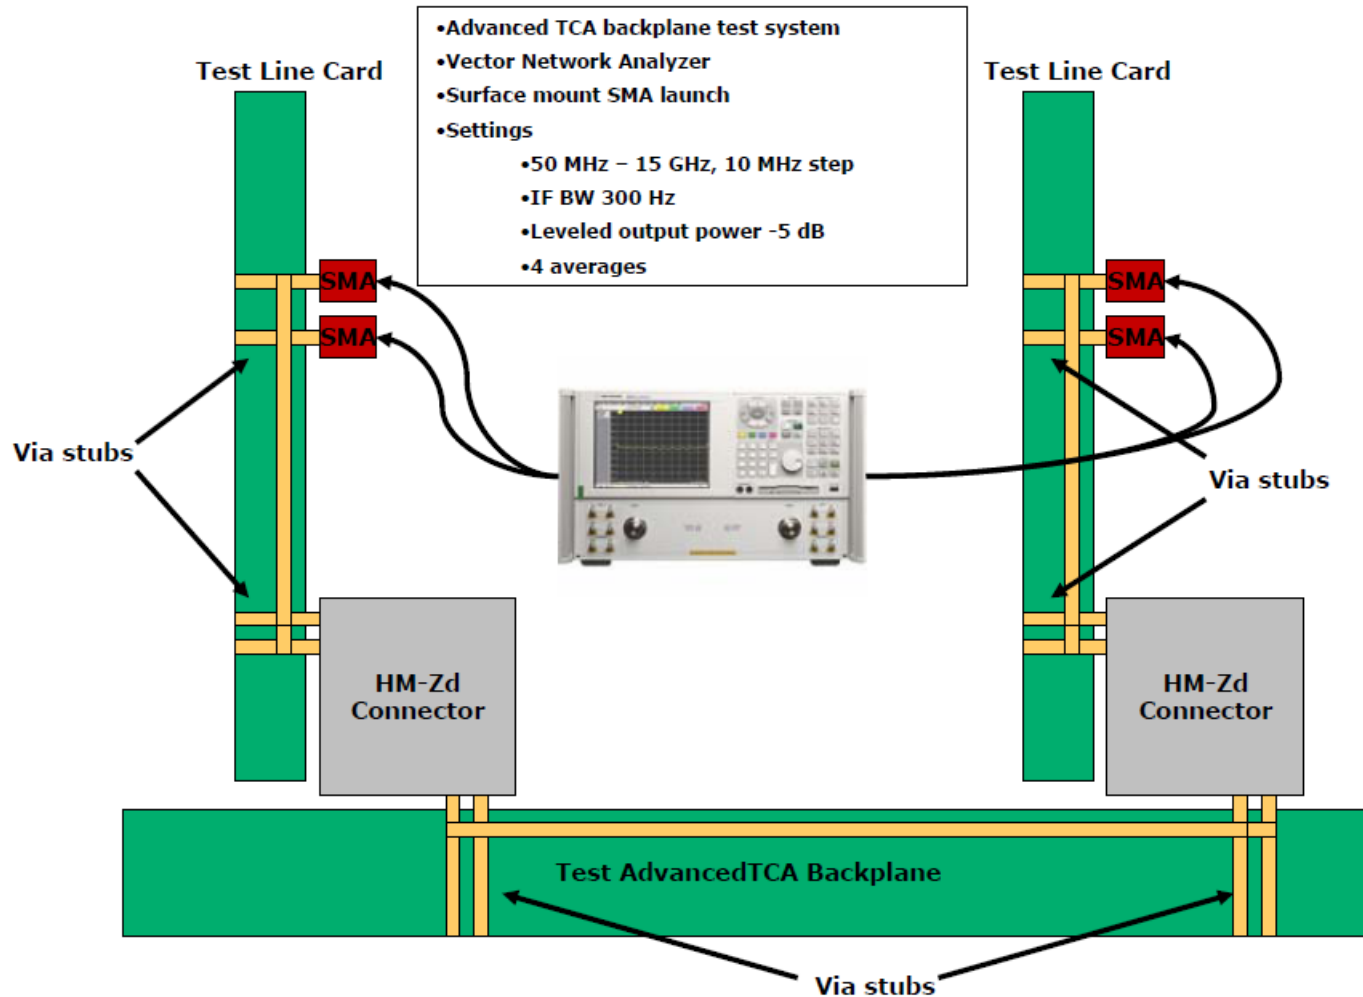 •Advanced TCA backplane test system
•Vector Network Analyzer
•Surface mount SMA launch
•Settings
•50 MHz – 15 GHz, 10 MHz step
•IF BW 300 Hz
•Leveled output power -5 dB
•4 averages
Test Line Card
Test Line Card
SMA
SMA
SMA
SMA
Via stubs
Via stubs
HM-Zd
Connector
HM-Zd
Connector
Test AdvancedTCA Backplane
Via stubs